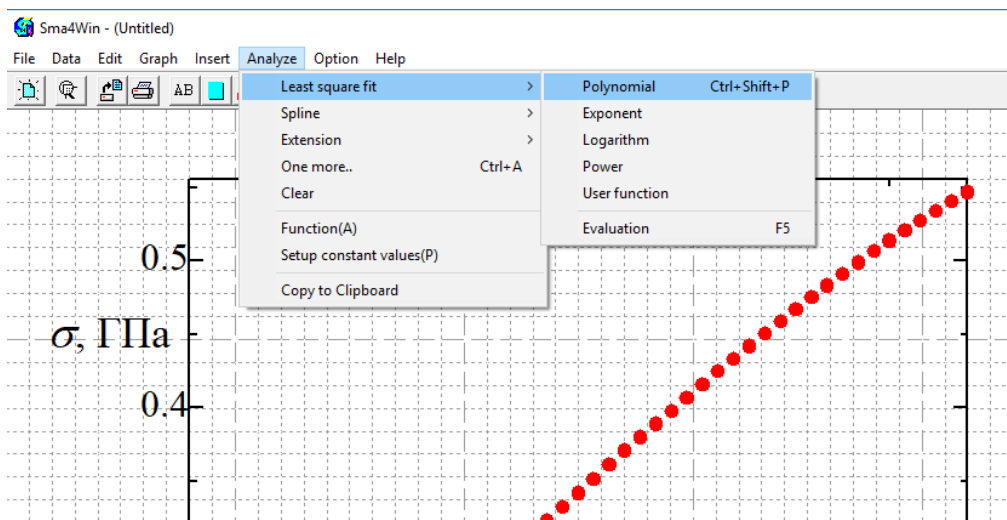 Sma4Win - (Untitled)
File Data Edit Graph Insert Analyze Option Help
AB
Least square fit >
Spline >
Extension >
One more.. Ctrl+A
Clear
Function(A)
Setup constant values(P)
Copy to Clipboard
Polynomial Ctrl+Shift+P
Exponent
Logarithm
Power
User function
Evaluation F5
0.5
σ, ГПа
0.4